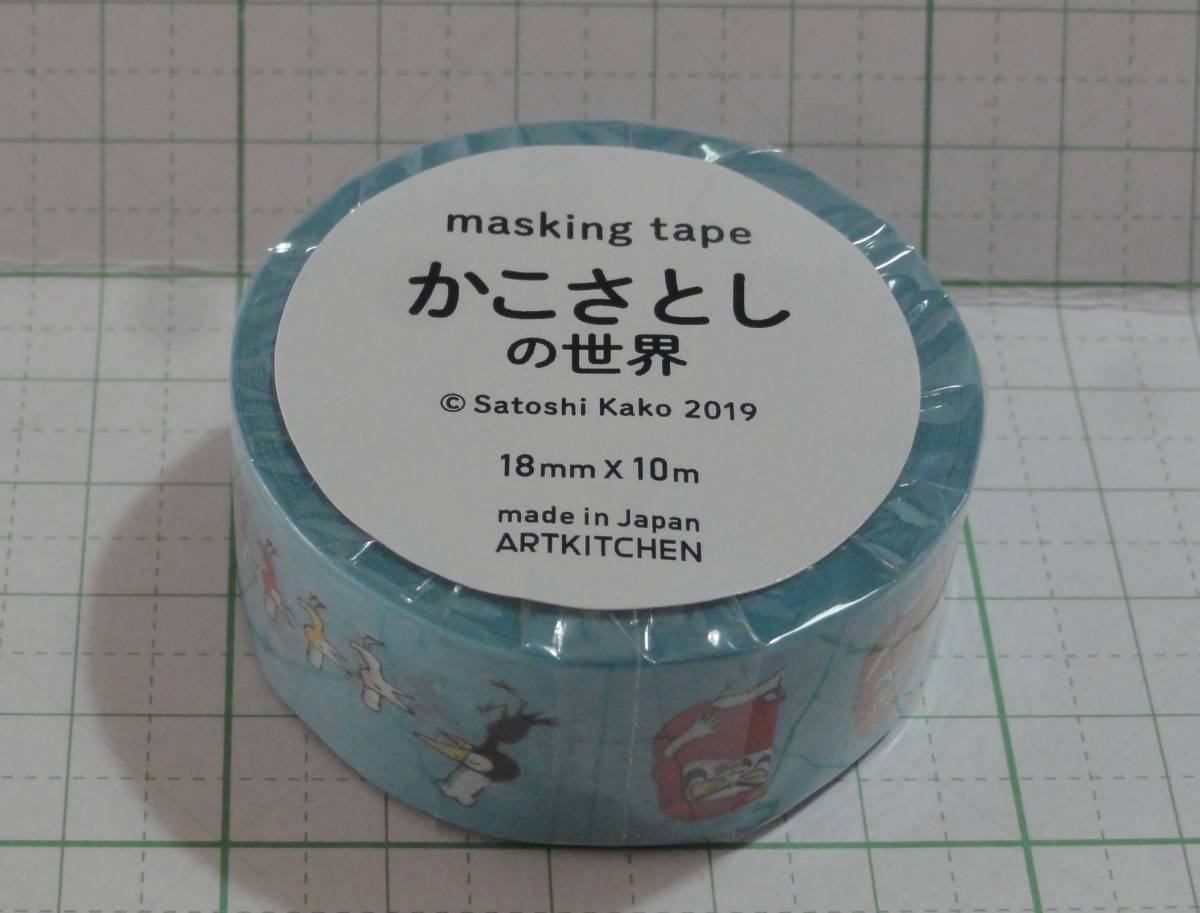 masking tape
かこさとし
の世界
© Satoshi Kako 2019
18mm X 10m
made in Japan
ARTKITCHEN